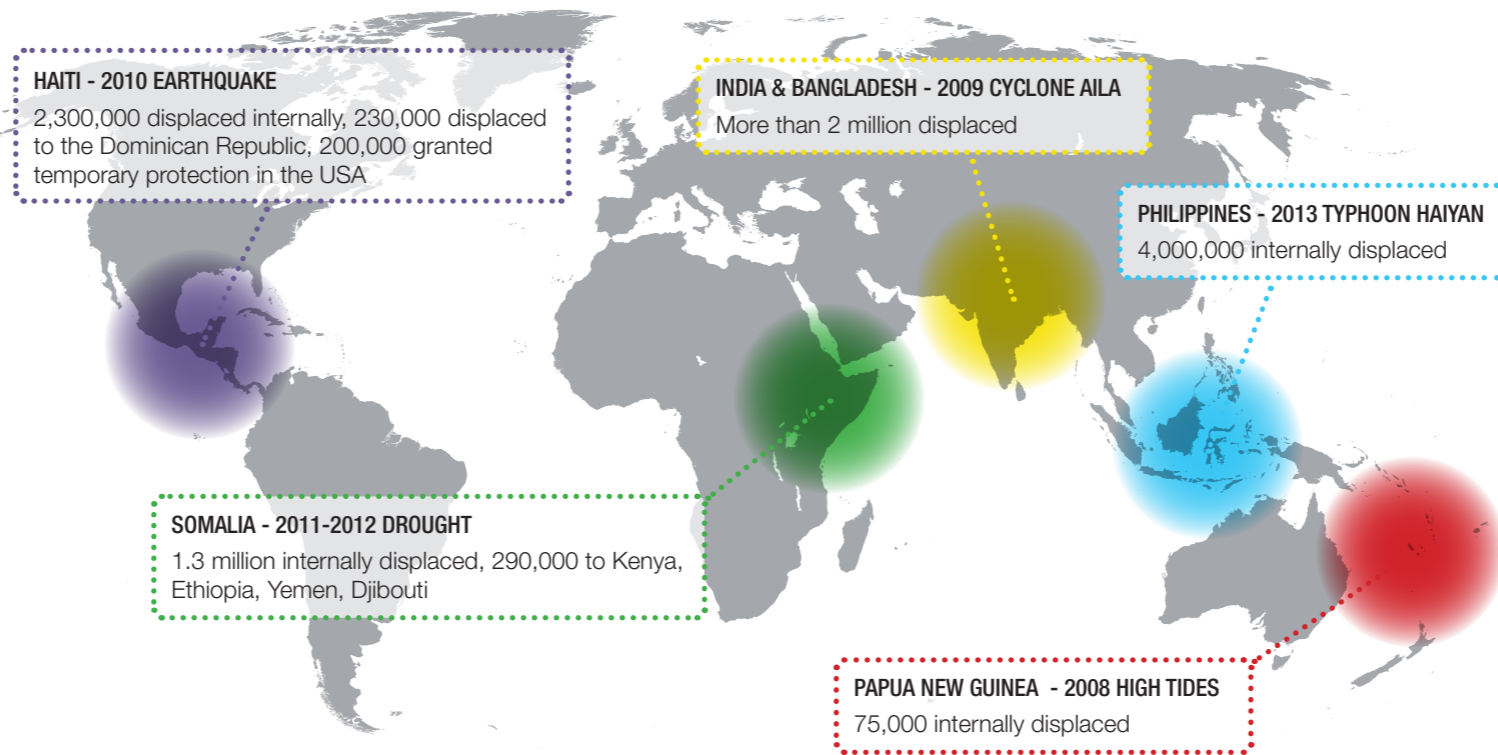 HAITI - 2010 EARTHQUAKE
2,300,000 displaced internally, 230,000 displaced
to the Dominican Republic, 200,000 granted
temporary protection in the USA
INDIA & BANGLADESH - 2009 CYCLONE AILA
More than 2 million displaced
PHILIPPINES - 2013 TYPHOON HAIYAN
4,000,000 internally displaced
SOMALIA - 2011-2012 DROUGHT
1.3 million internally displaced, 290,000 to Kenya,
Ethiopia, Yemen, Djibouti
PAPUA NEW GUINEA - 2008 HIGH TIDES
75,000 internally displaced